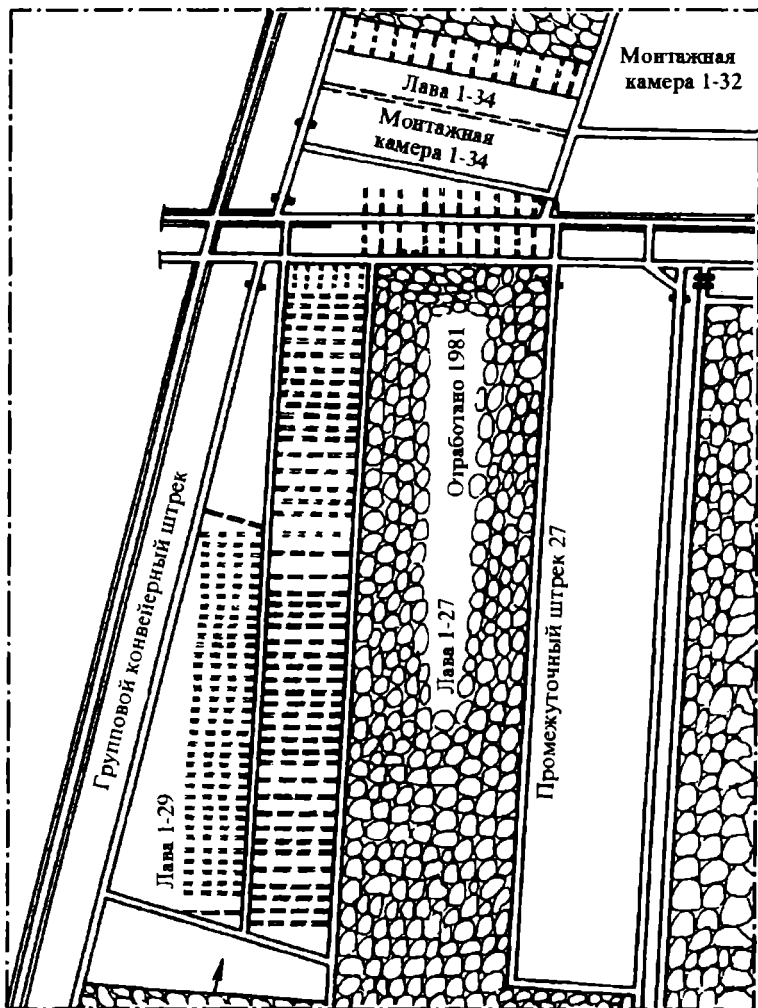 Монтажная
камера 1-32
Лава 1-34
Монтажная
камера 1-34
Отработано 1981
Лава 1-27
Промежуточный штрек 27
Групповой конвейерный штрек
Лава 1-29